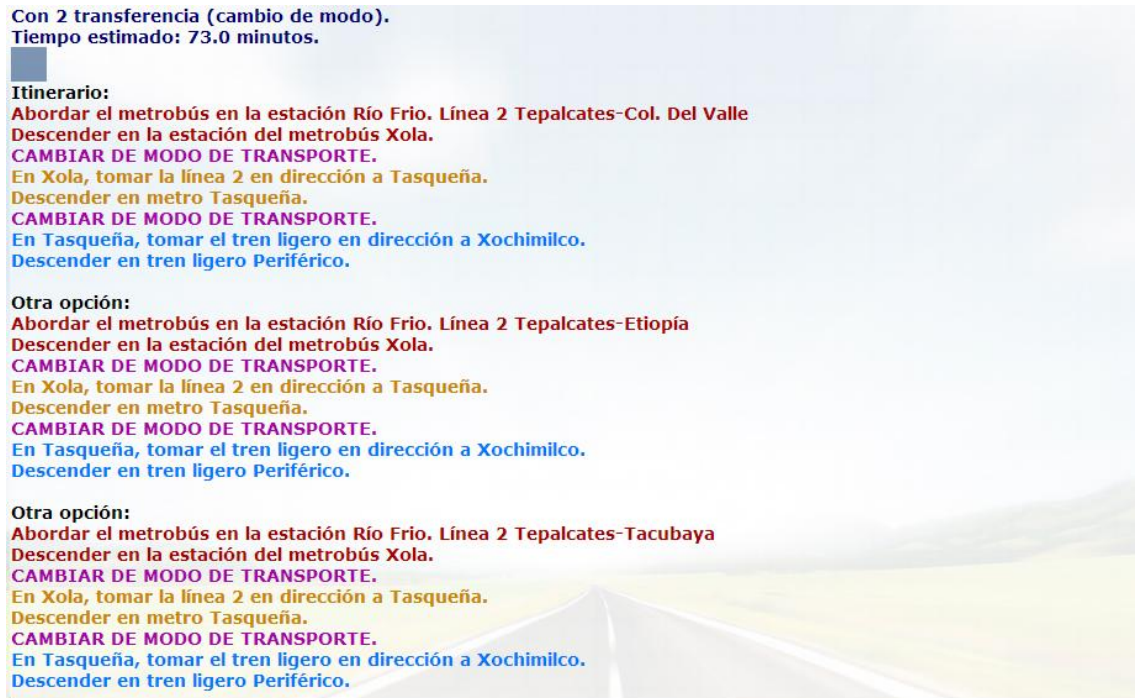 Con 2 transferencia (cambio de modo).
Tiempo estimado: 73.0 minutos.
Itinerario:
Abordar el metrobús en la estación Río Frio. Línea 2 Tepalcates-Col. Del Valle
Descender en la estación del metrobús Xola.
CAMBIAR DE MODO DE TRANSPORTE.
En Xola, tomar la línea 2 en dirección a Tasqueña.
Descender en metro Tasqueña.
CAMBIAR DE MODO DE TRANSPORTE.
En Tasqueña, tomar el tren ligero en dirección a Xochimilco.
Descender en tren ligero Periférico.
Otra opción:
Abordar el metrobús en la estación Río Frio. Línea 2 Tepalcates-Etiopía
Descender en la estación del metrobús Xola.
CAMBIAR DE MODO DE TRANSPORTE.
En Xola, tomar la línea 2 en dirección a Tasqueña.
Descender en metro Tasqueña.
CAMBIAR DE MODO DE TRANSPORTE.
En Tasqueña, tomar el tren ligero en dirección a Xochimilco.
Descender en tren ligero Periférico.
Otra opción:
Abordar el metrobús en la estación Río Frio. Línea 2 Tepalcates-Tacubaya
Descender en la estación del metrobús Xola.
CAMBIAR DE MODO DE TRANSPORTE.
En Xola, tomar la línea 2 en dirección a Tasqueña.
Descender en metro Tasqueña.
CAMBIAR DE MODO DE TRANSPORTE.
En Tasqueña, tomar el tren ligero en dirección a Xochimilco.
Descender en tren ligero Periférico.